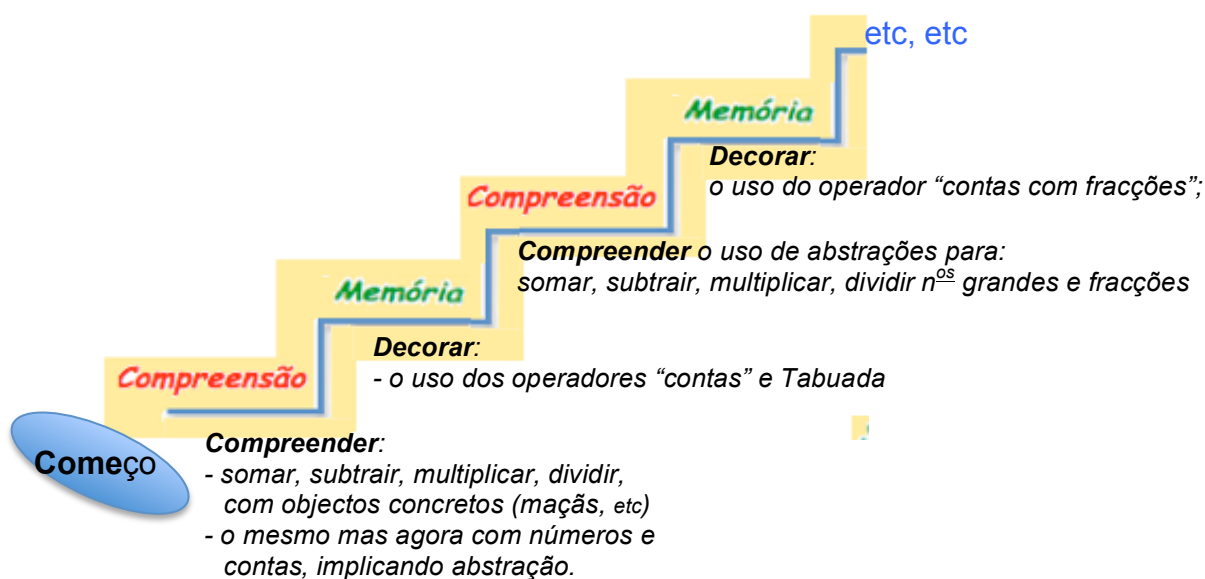 etc, etc
Memória
Decorar:
o uso do operador “contas com fracções”;
Compreensão
Compreender o uso de abstrações para:
somar, subtrair, multiplicar, dividir nos grandes e fracções
Memória
Decorar:
- o uso dos operadores “contas” e Tabuada
Compreensão
Começo
Compreender:
- somar, subtrair, multiplicar, dividir,
com objectos concretos (maçãs, etc)
- o mesmo mas agora com números e
contas, implicando abstração.